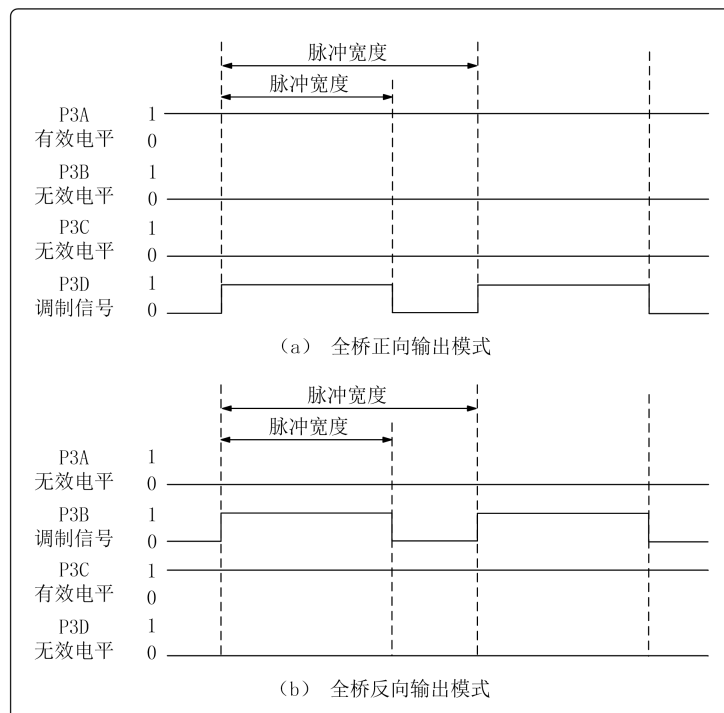 脉冲宽度
脉冲宽度
P3A 1
有效电平 0
P3B 1
无效电平 0
P3C 1
无效电平 0
P3D 1
调制信号 0
（a） 全桥正向输出模式
脉冲宽度
脉冲宽度
P3A 1
无效电平 0
P3B 1
调制信号 0
P3C 1
有效电平 0
P3D 1
无效电平 0
（b） 全桥反向输出模式